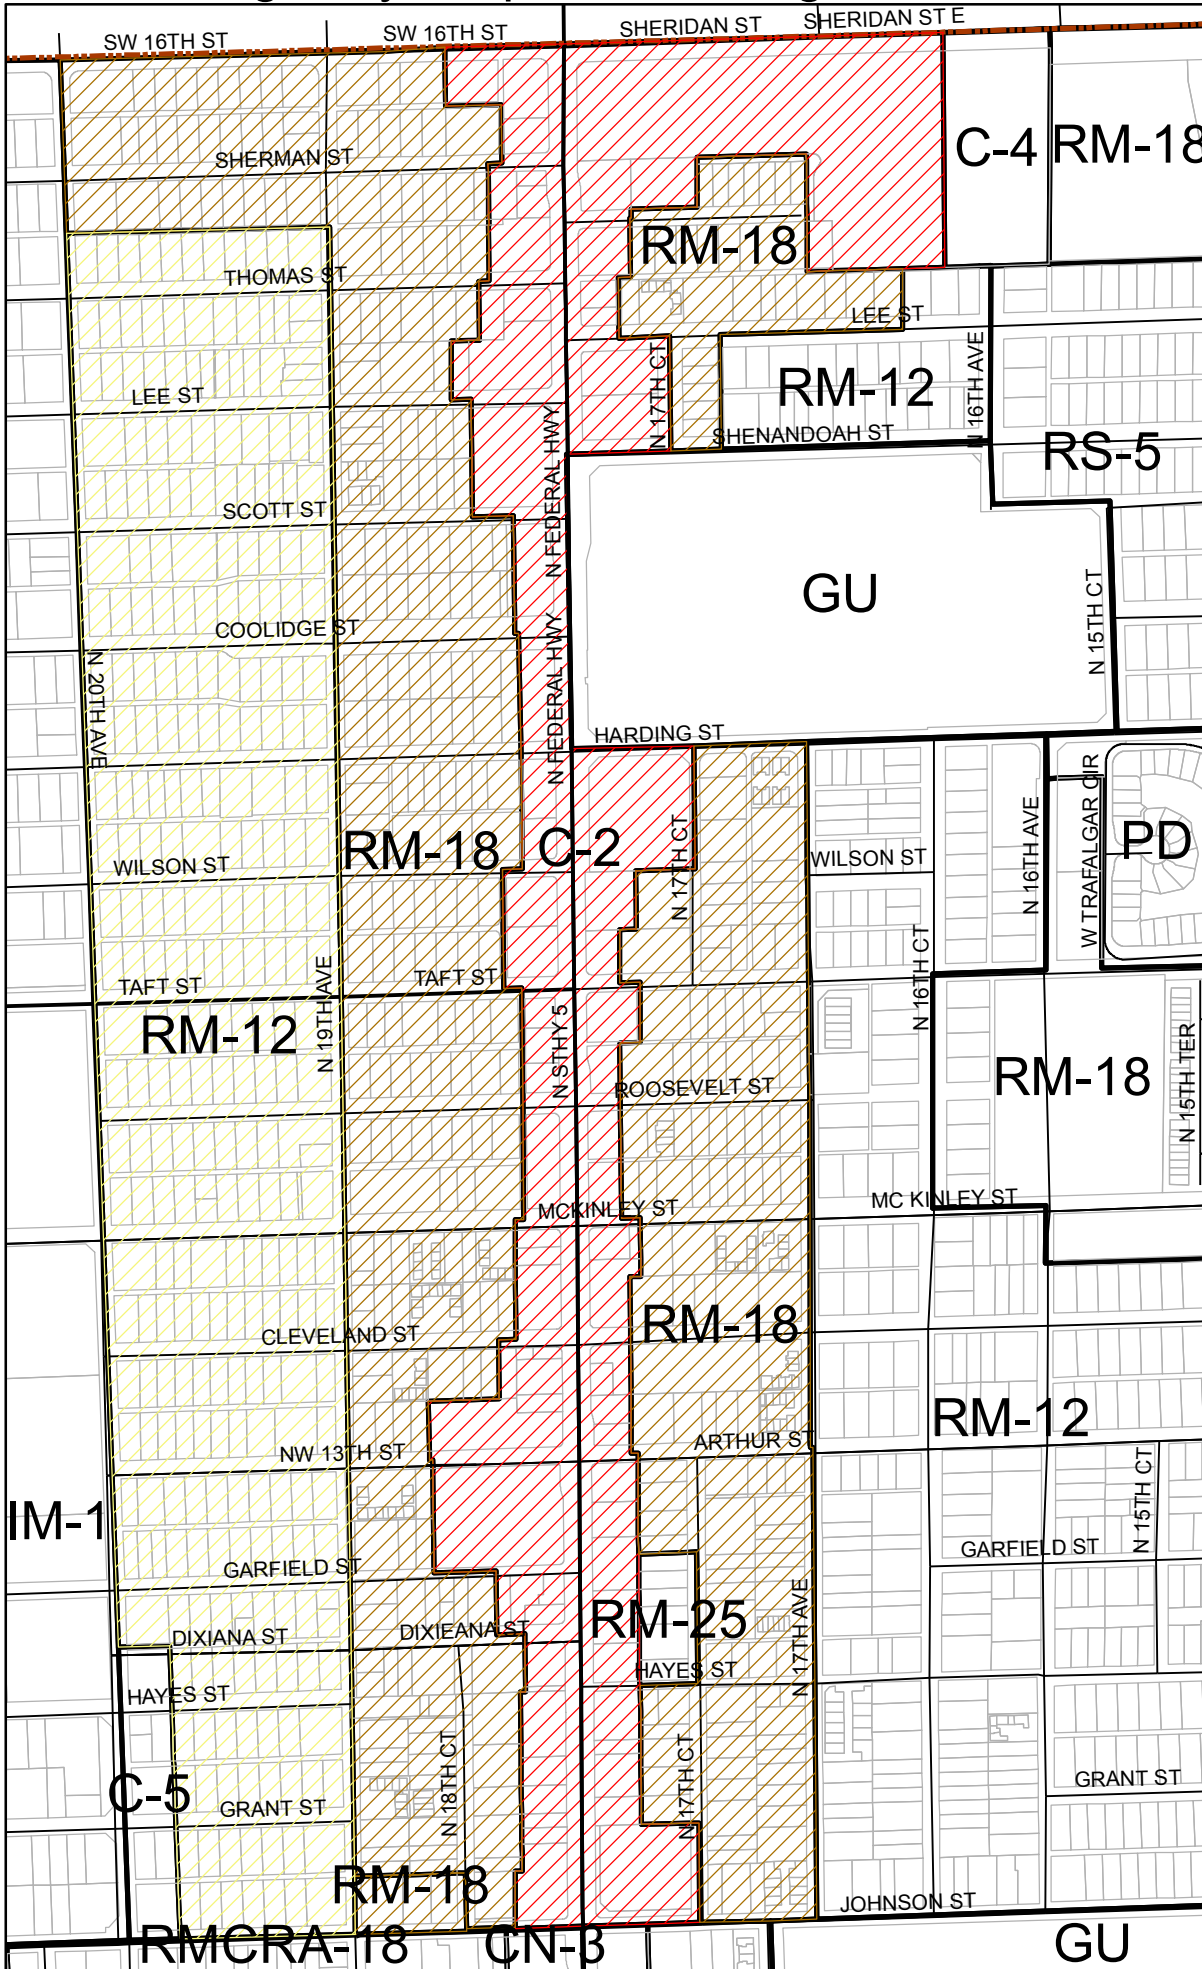 SW 16TH ST
SW 16TH ST
SHERIDAN ST
SHERIDAN ST E
C-4
RM-18
SHERMAN ST
RM-18
THOMAS ST
LEE ST
N 17TH CT
N 16TH AVE
RM-12
LEE ST
SHENANDOAH ST
RS-5
N FEDERAL HWY
SCOTT ST
GU
COOLIDGE ST
N 15TH CT
N 20TH AVE
N FEDERAL HWY
HARDING ST
W TRAFALGAR CIR
PD
RM-18
C-2
N 17TH CT
WILSON ST
WILSON ST
N 16TH AVE
N 16TH CT
TAFT ST
TAFT ST
N 19TH AVE
RM-12
N STHY 5
ROOSEVELT ST
RM-18
N 15TH TER
MCKINLEY ST
MC KINLEY ST
CLEVELAND ST
RM-18
RM-12
NW 13TH ST
ARTHUR ST
N 15TH CT
IM-1
GARFIELD ST
GARFIELD ST
RM-25
N 17TH AVE
DIXIANA ST
DIXIEANA ST
HAYES ST
HAYES ST
N 18TH CT
N 17TH CT
C-5
GRANT ST
GRANT ST
RM-18
JOHNSON ST
RMCRA-18
CN-3
GU